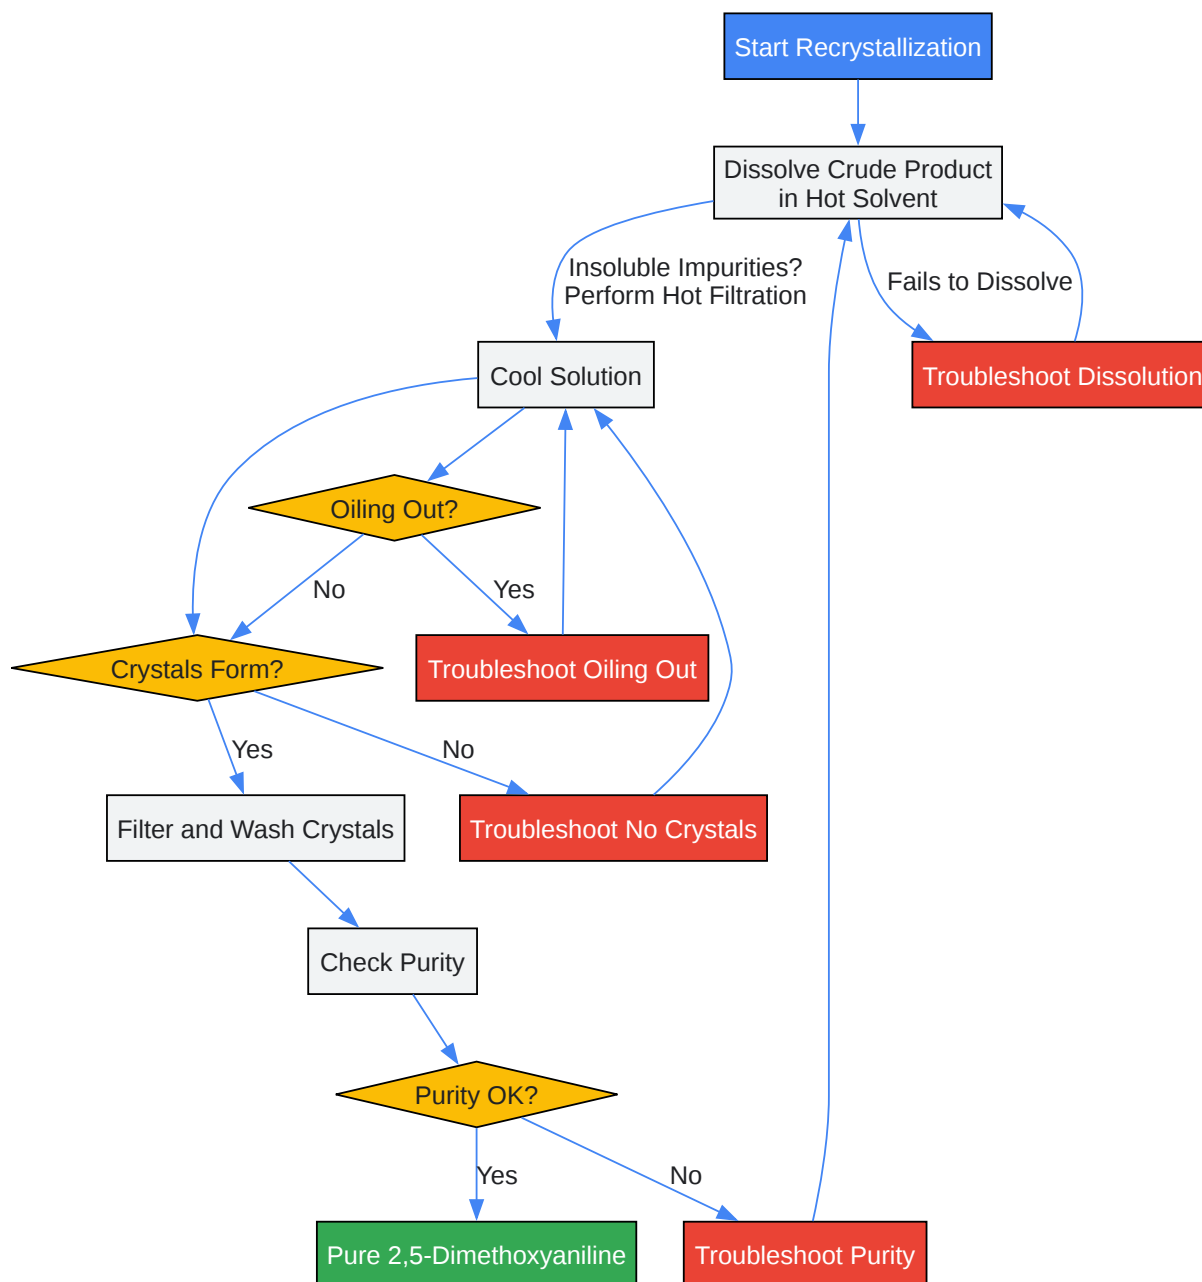 Start Recrystallization
Dissolve Crude Product
in Hot Solvent
Insoluble Impurities?
Perform Hot Filtration
Fails to Dissolve
Cool Solution
Troubleshoot Dissolution
Oiling Out?
No
Yes
Crystals Form?
Troubleshoot Oiling Out
Yes
No
Filter and Wash Crystals
Troubleshoot No Crystals
Check Purity
Purity OK?
Yes
No
Pure 2,5-Dimethoxyaniline
Troubleshoot Purity